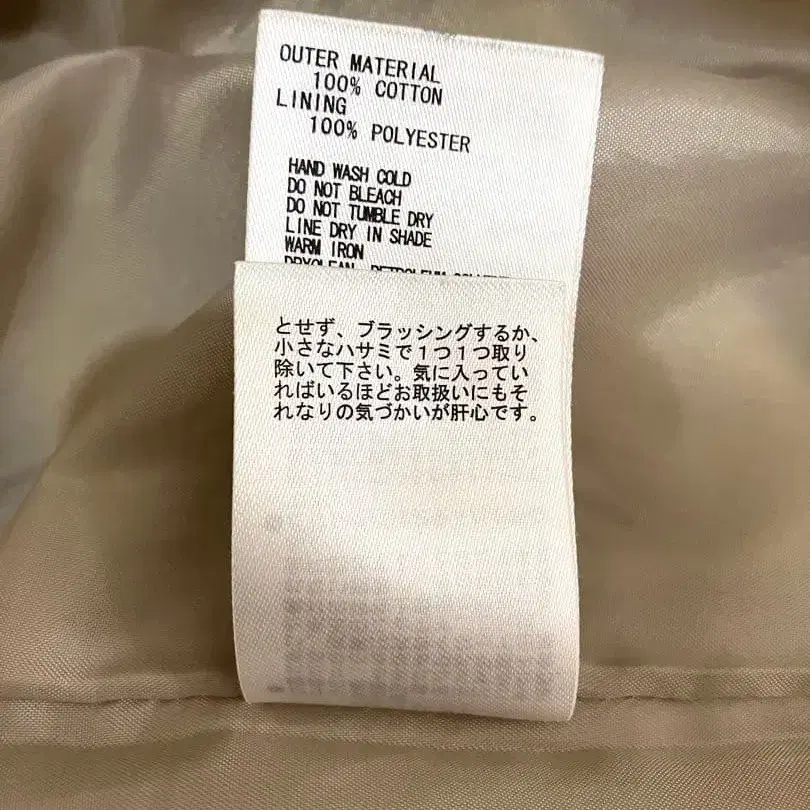 OUTER MATERIAL
100% COTTON
LINING
100% POLYESTER
HAND WASH COLD
DO NOT BLEACH
DO NOT TUMBLE DRY
LINE DRY IN SHADE
WARM IRON
DRYCLEAN PETROLEUM
とせず、ブラッシングするか、
小さなハサミで１つ１つ取り
除いて下さい。気に入ってい
ればいるほどお取扱いにもそ
れなりの気づかいが肝心です。